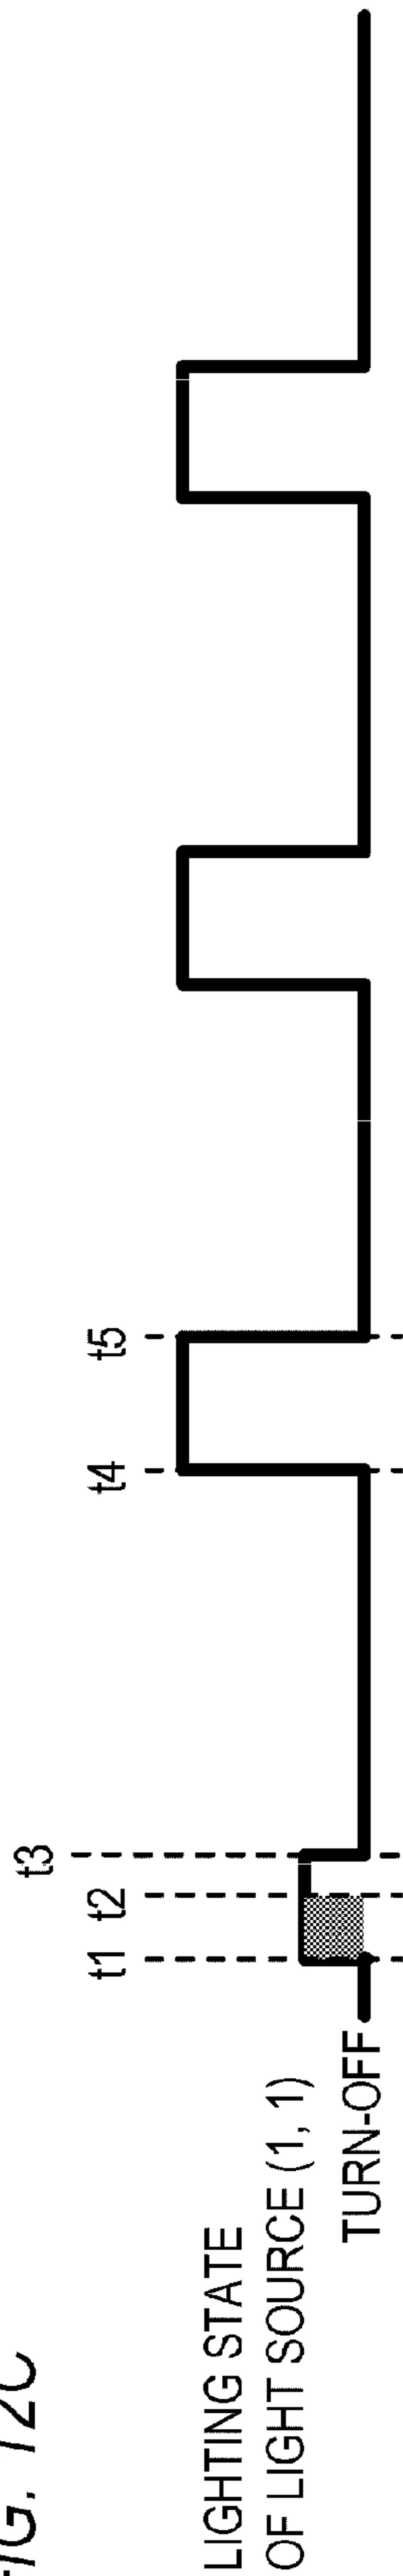 FIG. 12C
t3
t1
t2
t4
t5
LIGHTING STATE
OF LIGHT SOURCE (1, 1)
TURN-OFF